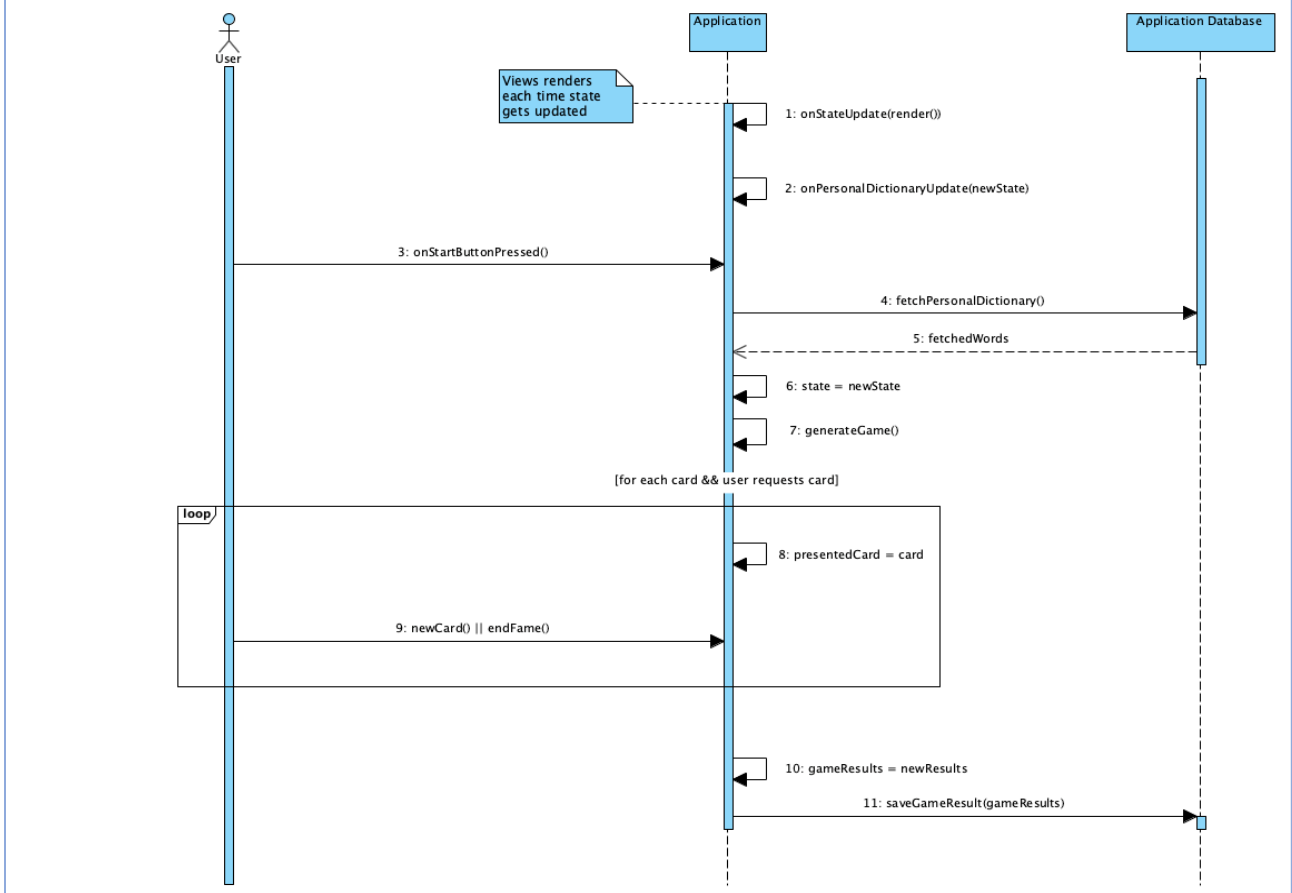 Application
Application Database
User
Views renders
each time state
gets updated
1: onStateUpdate(render())
2: onPersonalDictionaryUpdate(newState)
3: onStartButtonPressed()
4: fetchPersonalDictionary()
5: fetchedWords
6: state = newState
7: generateGame()
[for each card && user requests card]
loop
8: presentedCard = card
9: newCard() || endFame()
10: gameResults = newResults
11: saveGameResult(gameResults)